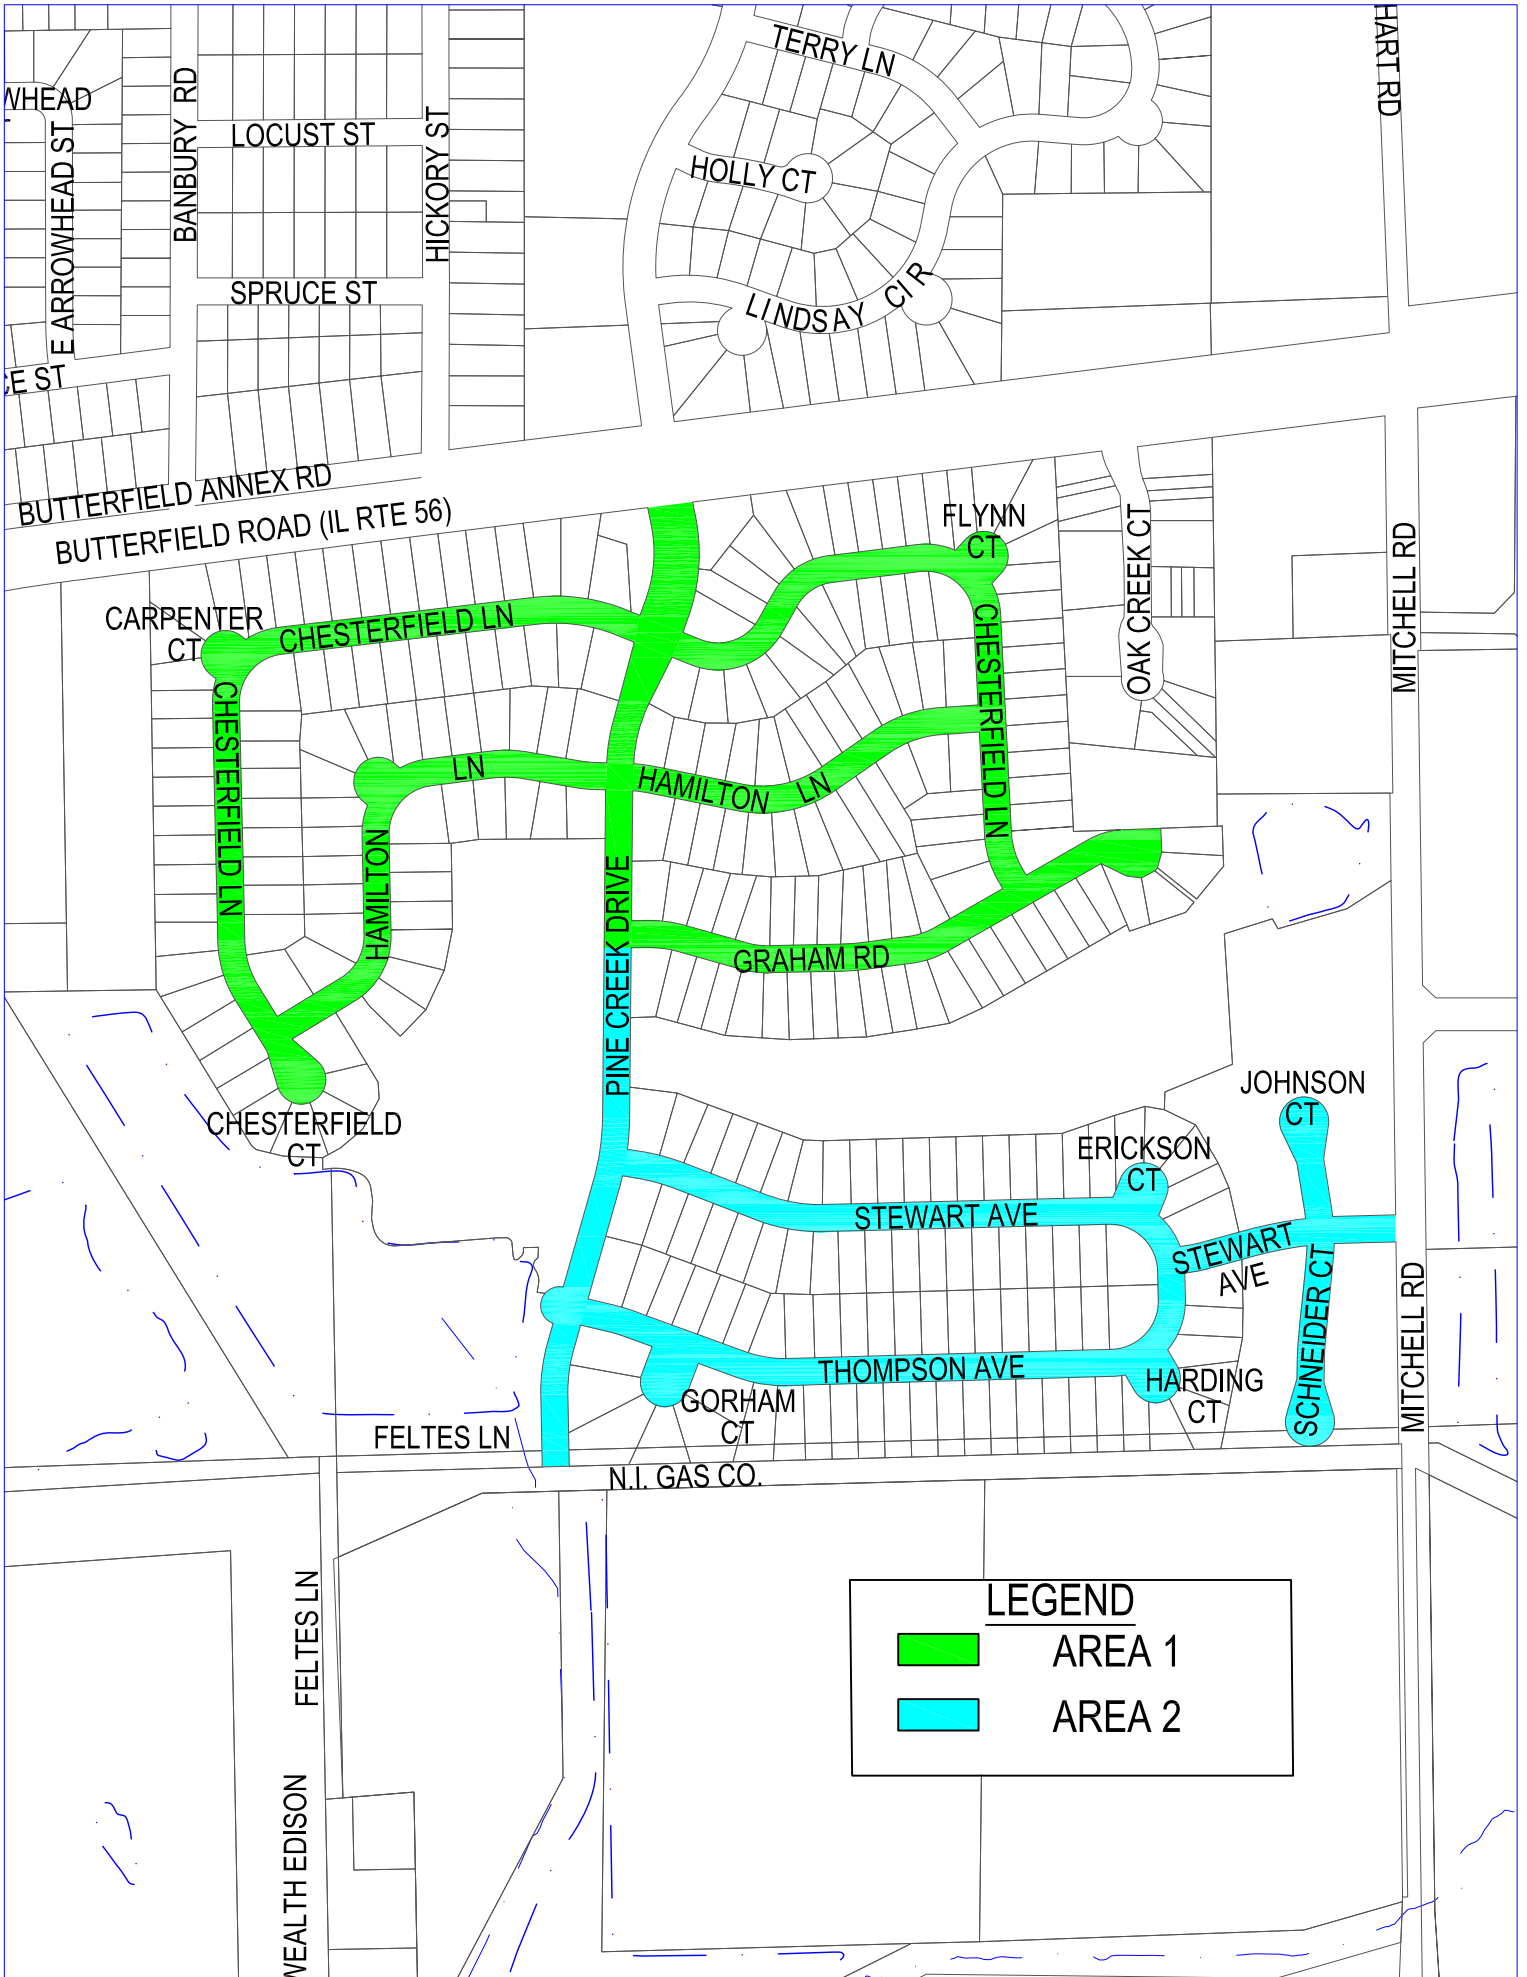 TERRY LN
HART RD
WHEAD
BANBURY RD
LOCUST ST
HICKORY ST
E ARROWHEAD ST
HOLLY CT
SPRUCE ST
LINDSAY CIR
CE ST
BUTTERFIELD ANNEX RD
BUTTERFIELD ROAD (IL RTE 56)
FLYNN
CT
OAK CREEK CT
MITCHELL RD
CARPENTER
CT
CHESTERFIELD LN
CHESTERFIELD LN
CHESTERFIELD LN
LN
HAMILTON LN
HAMILTON
PINE CREEK DRIVE
GRAHAM RD
CHESTERFIELD
CT
JOHNSON
CT
ERICKSON
CT
STEWART AVE
STEWART
AVE
SCHNEIDER CT
MITCHELL RD
THOMPSON AVE
HARDING
CT
GORHAM
CT
FELTES LN
N.I. GAS CO.
FELTES LN
WEALTH EDISON
LEGEND
AREA 1
AREA 2